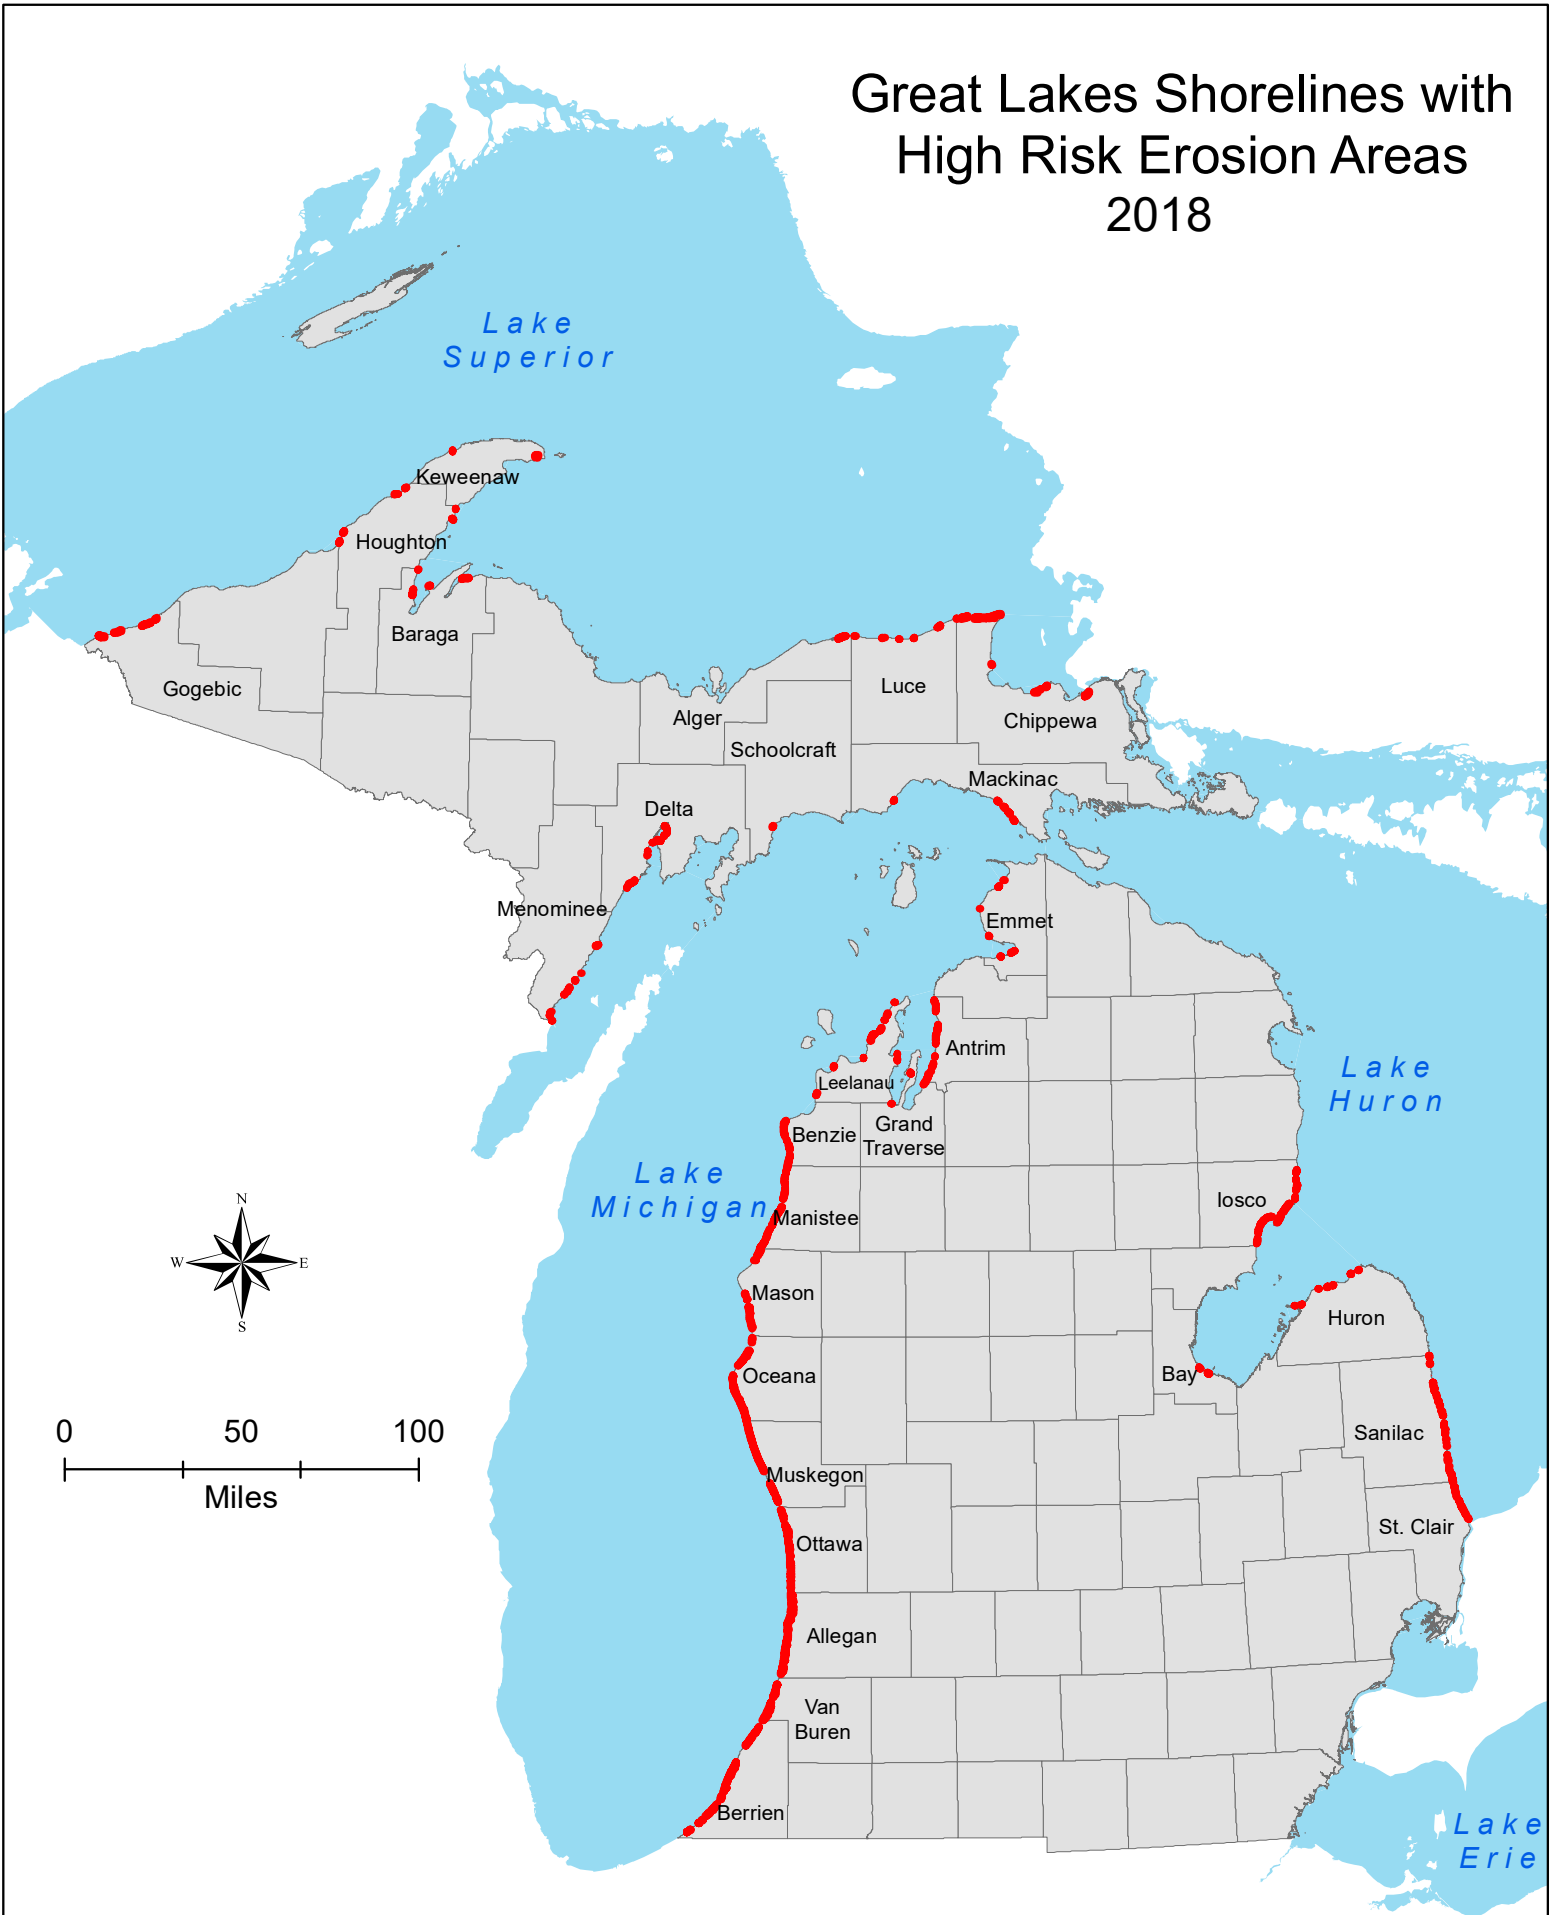 Great Lakes Shorelines with
High Risk Erosion Areas
2018
Lake
Superior
Keweenaw
Houghton
Baraga
Gogebic
Luce
Alger
Chippewa
Schoolcraft
Mackinac
Delta
Menominee
Emmet
Antrim
Lake
Huron
Leelanau
Grand
Traverse
Benzie
Lake
Michigan
Manistee
Iosco
N
W
E
S
Mason
Huron
Oceana
Bay
0
50
100
Miles
Sanilac
Muskegon
St. Clair
Ottawa
Allegan
Van
Buren
Berrien
Lake
Erie